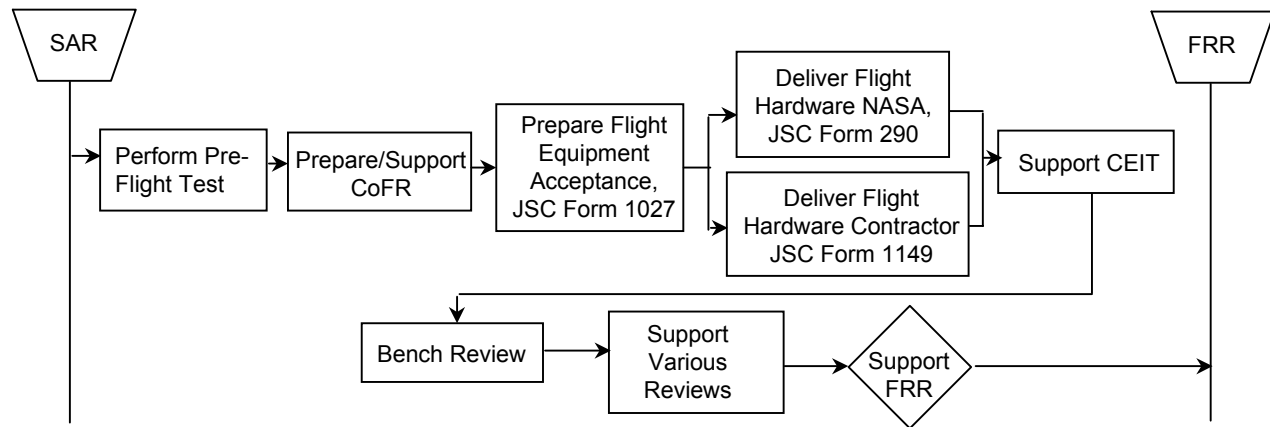 SAR
FRR
Perform Pre-
Flight Test
Prepare/Support
CoFR
Prepare Flight
Equipment
Acceptance,
JSC Form 1027
Deliver Flight
Hardware NASA,
JSC Form 290
Deliver Flight
Hardware Contractor
JSC Form 1149
Support CEIT
Bench Review
Support
Various
Reviews
Support
FRR